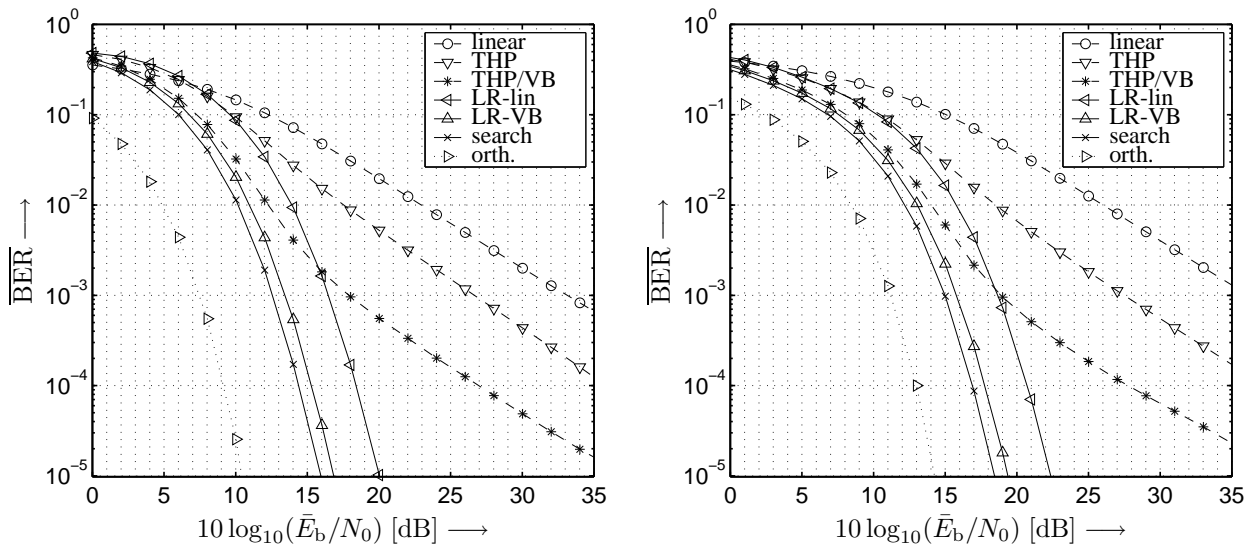 10^0
10^-1
10^-2
10^-3
10^-4
10^-5
BER →
0 5 10 15 20 25 30 35
10 log10(Ēb/N0) [dB] →
linear
THP
THP/VB
LR-lin
LR-VB
search
orth.
10^0
10^-1
10^-2
10^-3
10^-4
10^-5
BER →
0 5 10 15 20 25 30 35
10 log10(Ēb/N0) [dB] →
linear
THP
THP/VB
LR-lin
LR-VB
search
orth.